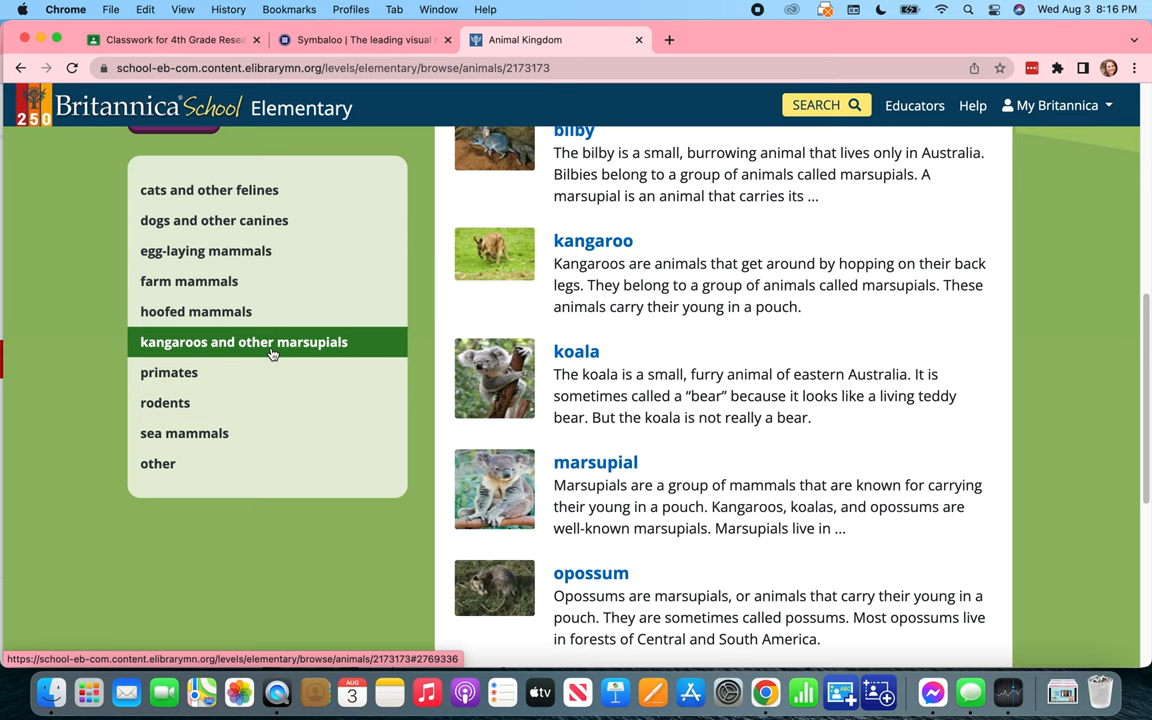 Chrome File Edit View History Bookmarks Profiles Tab Window Help Wed Aug 3 8:16 PM
Classwork for 4th Grade Resea Symbaloo | The leading visual Animal Kingdom
school-eb-com.content.elibrarymn.org/levels/elementary/browse/animals/2173173
250 Britannica School Elementary SEARCH Educators Help My Britannica
cats and other felines
dogs and other canines
egg-laying mammals
farm mammals
hoofed mammals
kangaroos and other marsupials
primates
rodents
sea mammals
other
bilby
The bilby is a small, burrowing animal that lives only in Australia.
Bilbies belong to a group of animals called marsupials. A
marsupial is an animal that carries its ...
kangaroo
Kangaroos are animals that get around by hopping on their back
legs. They belong to a group of animals called marsupials. These
animals carry their young in a pouch.
koala
The koala is a small, furry animal of eastern Australia. It is
sometimes called a “bear” because it looks like a living teddy
bear. But the koala is not really a bear.
marsupial
Marsupials are a group of mammals that are known for carrying
their young in a pouch. Kangaroos, koalas, and opossums are
well-known marsupials. Marsupials live in ...
opossum
Opossums are marsupials, or animals that carry their young in a
pouch. They are sometimes called possums. Most opossums live
in forests of Central and South America.
https://school-eb-com.content.elibrarymn.org/levels/elementary/browse/animals/2173173#2769336
AUG
3
tv